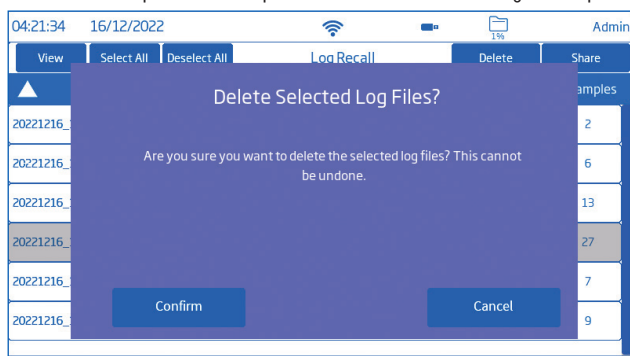 04:21:34 16/12/2022 1% Admin
View Select All Deselect All Log Recall Delete Share
Delete Selected Log Files?
Are you sure you want to delete the selected log files? This cannot
be undone.
20221216_ 2
20221216_ 6
20221216_ 13
20221216_ 27
20221216_ 7
20221216_ 9
Confirm Cancel